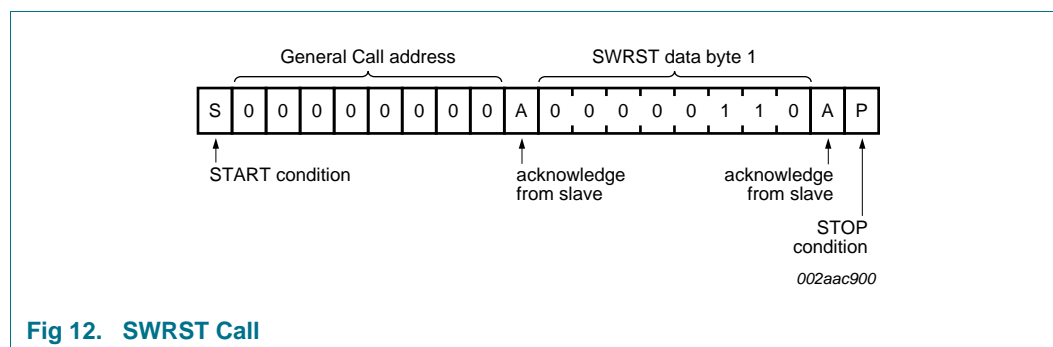 General Call address SWRST data byte 1
S 0 0 0 0 0 0 0 0 A 0 0 0 0 0 1 1 0 A P
START condition acknowledge from slave acknowledge from slave
STOP condition
002aac900
Fig 12. SWRST Call